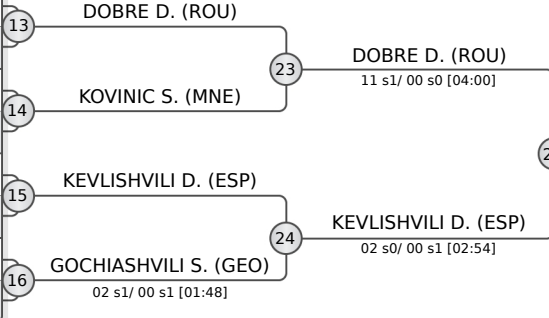 DOBRE D. (ROU)
13
23
DOBRE D. (ROU)
11 s1/ 00 s0 [04:00]
KOVINIC S. (MNE)
14
KEVLISHVILI D. (ESP)
15
24
KEVLISHVILI D. (ESP)
02 s0/ 00 s1 [02:54]
GOCHIASHVILI S. (GEO)
16
02 s1/ 00 s1 [01:48]